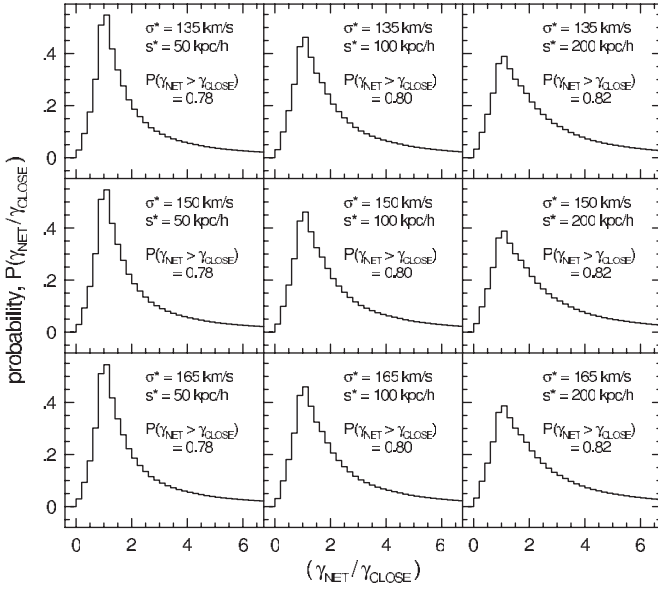 probability, P(γNET/γCLOSE)
.4
.2
0
σ* = 135 km/s
s* = 50 kpc/h
P(γNET > γCLOSE)
= 0.78
σ* = 135 km/s
s* = 100 kpc/h
P(γNET > γCLOSE)
= 0.80
σ* = 135 km/s
s* = 200 kpc/h
P(γNET > γCLOSE)
= 0.82
.4
.2
0
σ* = 150 km/s
s* = 50 kpc/h
P(γNET > γCLOSE)
= 0.78
σ* = 150 km/s
s* = 100 kpc/h
P(γNET > γCLOSE)
= 0.80
σ* = 150 km/s
s* = 200 kpc/h
P(γNET > γCLOSE)
= 0.82
.4
.2
0
σ* = 165 km/s
s* = 50 kpc/h
P(γNET > γCLOSE)
= 0.78
σ* = 165 km/s
s* = 100 kpc/h
P(γNET > γCLOSE)
= 0.80
σ* = 165 km/s
s* = 200 kpc/h
P(γNET > γCLOSE)
= 0.82
0 2 4 6 0 2 4 6 0 2 4 6
(γNET/γCLOSE)